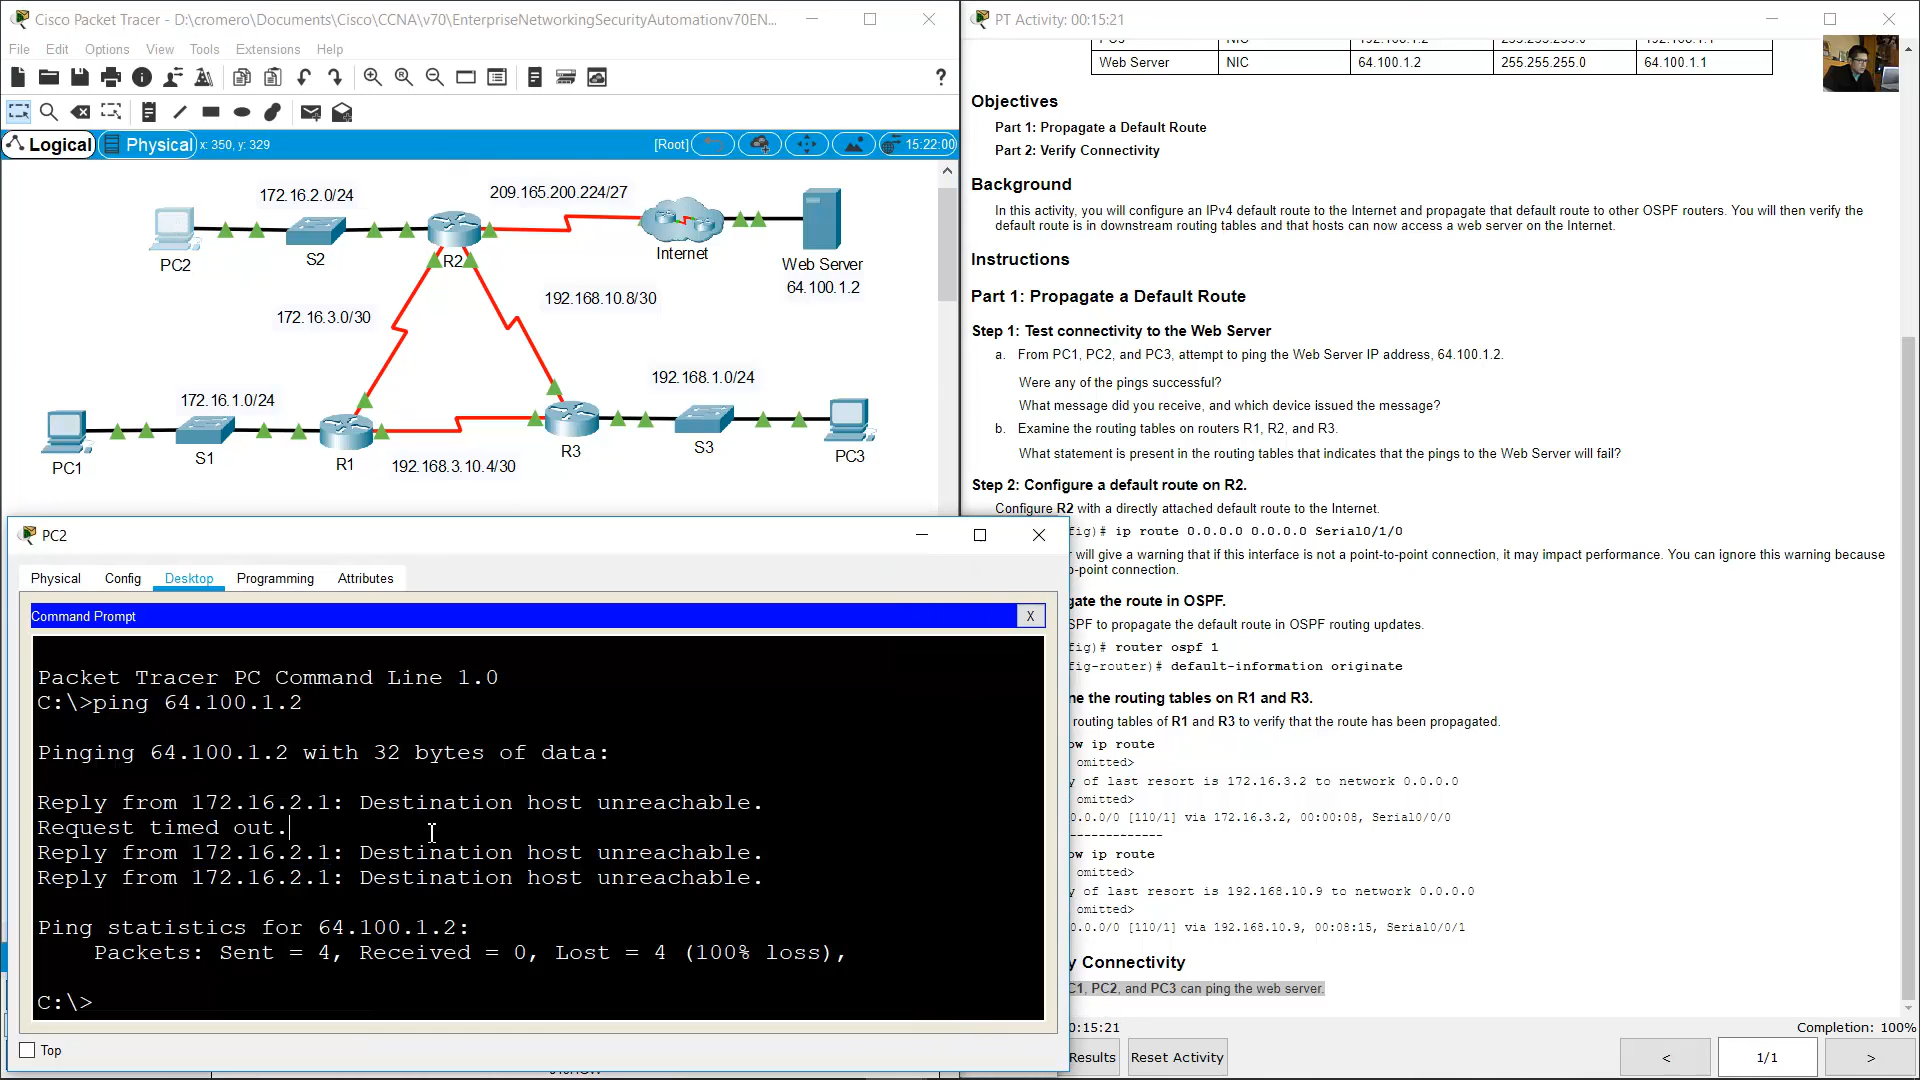 Cisco Packet Tracer - D:\cromero\Documents\Cisco\CCNA\v70\EnterpriseNetworkingSecurityAutomationv70EN...
File Edit Options View Tools Extensions Help
?
Logical
Physical
x: 350, y: 329
[Root]
15:22:00
172.16.2.0/24
209.165.200.224/27
PC2
S2
R2
Internet
Web Server
64.100.1.2
172.16.3.0/30
192.168.10.8/30
172.16.1.0/24
192.168.1.0/24
PC1
S1
R1
192.168.3.10.4/30
R3
S3
PC3
PC2
Physical Config Desktop Programming Attributes
Command Prompt
X
Packet Tracer PC Command Line 1.0
C:\>ping 64.100.1.2
Pinging 64.100.1.2 with 32 bytes of data:
Reply from 172.16.2.1: Destination host unreachable.
Request timed out.
Reply from 172.16.2.1: Destination host unreachable.
Reply from 172.16.2.1: Destination host unreachable.
Ping statistics for 64.100.1.2:
Packets: Sent = 4, Received = 0, Lost = 4 (100% loss),
C:\>
Top
PT Activity: 00:15:21
Web Server NIC 64.100.1.2 255.255.255.0 64.100.1.1
Objectives
Part 1: Propagate a Default Route
Part 2: Verify Connectivity
Background
In this activity, you will configure an IPv4 default route to the Internet and propagate that default route to other OSPF routers. You will then verify the
default route is in downstream routing tables and that hosts can now access a web server on the Internet.
Instructions
Part 1: Propagate a Default Route
Step 1: Test connectivity to the Web Server
a. From PC1, PC2, and PC3, attempt to ping the Web Server IP address, 64.100.1.2.
Were any of the pings successful?
What message did you receive, and which device issued the message?
b. Examine the routing tables on routers R1, R2, and R3.
What statement is present in the routing tables that indicates that the pings to the Web Server will fail?
Step 2: Configure a default route on R2.
Configure R2 with a directly attached default route to the Internet.
fig)# ip route 0.0.0.0 0.0.0.0 Serial0/1/0
will give a warning that if this interface is not a point-to-point connection, it may impact performance. You can ignore this warning because
-point connection.
gate the route in OSPF.
SPF to propagate the default route in OSPF routing updates.
fig)# router ospf 1
fig-router)# default-information originate
ne the routing tables on R1 and R3.
routing tables of R1 and R3 to verify that the route has been propagated.
ow ip route
omitted>
y of last resort is 172.16.3.2 to network 0.0.0.0
omitted>
0.0.0/0 [110/1] via 172.16.3.2, 00:00:08, Serial0/0/0
-------------
ow ip route
omitted>
y of last resort is 192.168.10.9 to network 0.0.0.0
omitted>
0.0.0/0 [110/1] via 192.168.10.9, 00:08:15, Serial0/0/1
y Connectivity
C1, PC2, and PC3 can ping the web server.
0:15:21
Completion: 100%
Results
Reset Activity
<
1/1
>